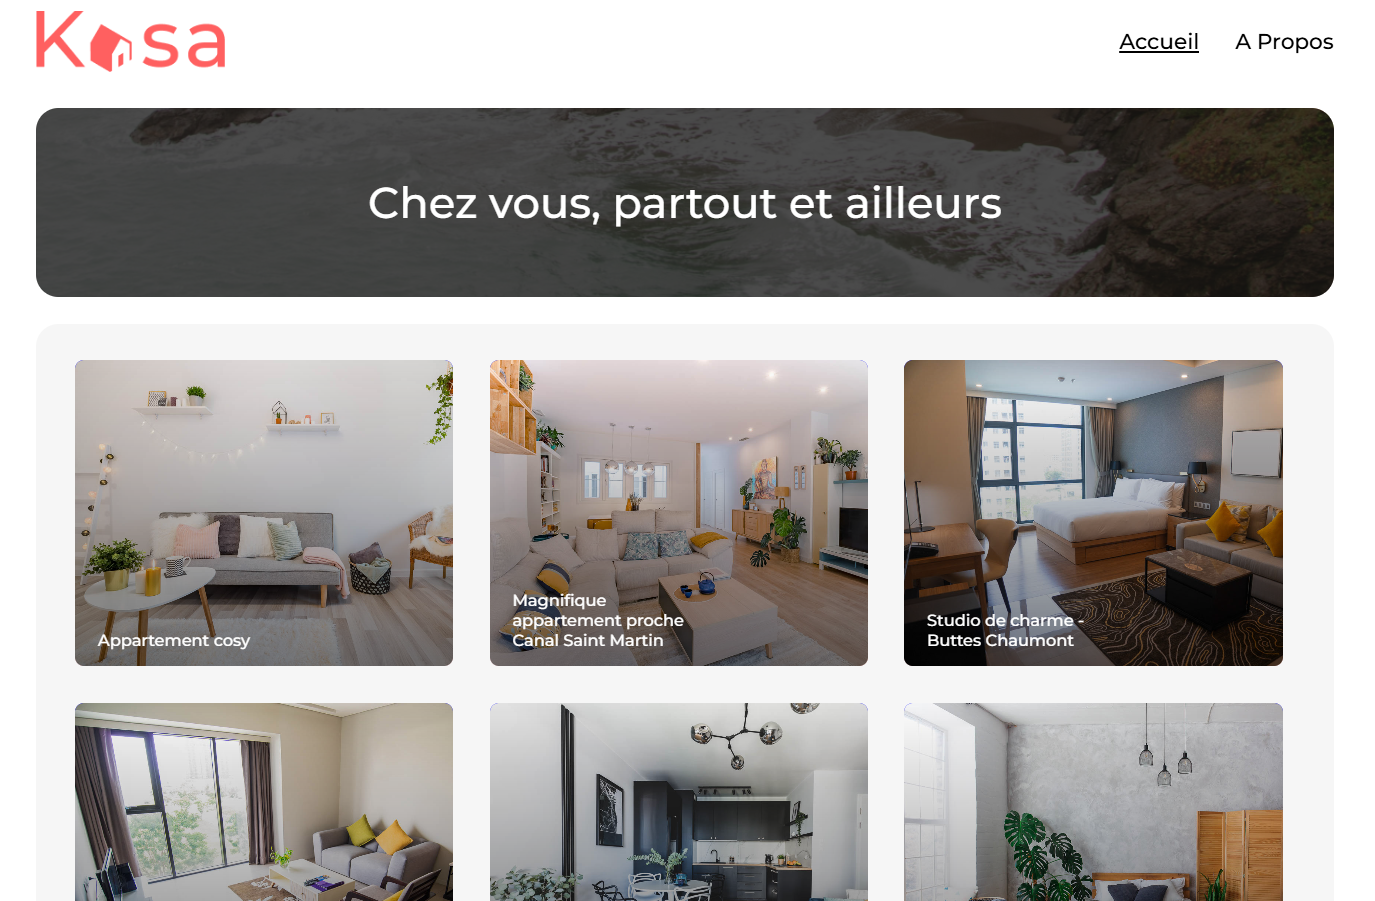 Kasa
Accueil A Propos
Chez vous, partout et ailleurs
Appartement cosy
Magnifique
appartement proche
Canal Saint Martin
Studio de charme -
Buttes Chaumont